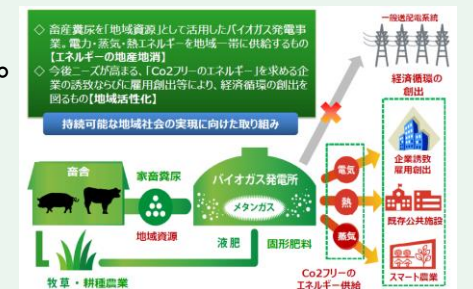 ◇ 畜産糞尿を「地域資源」として活用したバイオガス発電事
業。電力・蒸気・熱エネルギーを地域一帯に供給するもの
【エネルギーの地産地消】
◇ 今後ニーズが高まる、「Co2フリーのエネルギー」を求める企
業の誘致ならびに雇用創出等により、経済循環の創出を
図るもの【地域活性化】
持続可能な地域社会の実現に向けた取り組み
一般送配電系統
経済循環の
創出
畜舎
家畜糞尿
地域資源
バイオガス発電所
メタンガス
液肥
固形肥料
牧草・耕種農業
電気
熱
蒸気
Co2フリーの
エネルギー供給
企業誘致
雇用創出
既存公共施設
スマート農業
。